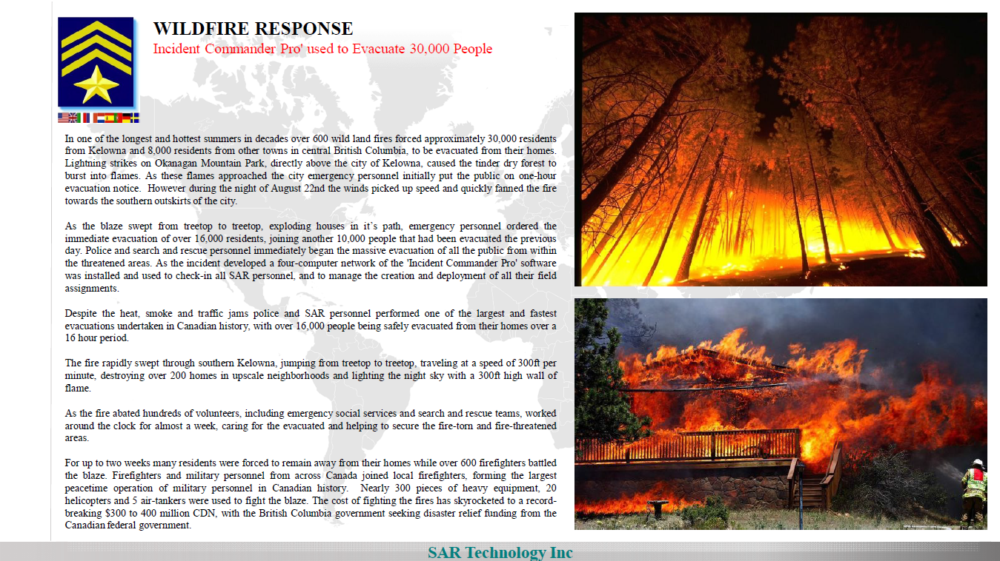 WILDFIRE RESPONSE
Incident Commander Pro' used to Evacuate 30,000 People
In one of the longest and hottest summers in decades over 600 wild land fires forced approximately 30,000 residents
from Kelowna and 8,000 residents from other towns in central British Columbia, to be evacuated from their homes.
Lightning strikes on Okanagan Mountain Park, directly above the city of Kelowna, caused the tinder dry forest to
burst into flames. As these flames approached the city emergency personnel initially put the public on one-hour
evacuation notice.  However during the night of August 22nd the winds picked up speed and quickly fanned the fire
towards the southern outskirts of the city.
As the blaze swept from treetop to treetop, exploding houses in it’s path, emergency personnel ordered the
immediate evacuation of over 16,000 residents, joining another 10,000 people that had been evacuated the previous
day. Police and search and rescue personnel immediately began the massive evacuation of all the public from within
the threatened areas. As the incident developed a four-computer network of the 'Incident Commander Pro' software
was installed and used to check-in all SAR personnel, and to manage the creation and deployment of all their field
assignments.
Despite the heat, smoke and traffic jams police and SAR personnel performed one of the largest and fastest
evacuations undertaken in Canadian history, with over 16,000 people being safely evacuated from their homes over a
16 hour period.
The fire rapidly swept through southern Kelowna, jumping from treetop to treetop, traveling at a speed of 300ft per
minute, destroying over 200 homes in upscale neighborhoods and lighting the night sky with a 300ft high wall of
flame.
As the fire abated hundreds of volunteers, including emergency social services and search and rescue teams, worked
around the clock for almost a week, caring for the evacuated and helping to secure the fire-torn and fire-threatened
areas.
For up to two weeks many residents were forced to remain away from their homes while over 600 firefighters battled
the blaze. Firefighters and military personnel from across Canada joined local firefighters, forming the largest
peacetime operation of military personnel in Canadian history.  Nearly 300 pieces of heavy equipment, 20
helicopters and 5 air-tankers were used to fight the blaze. The cost of fighting the fires has skyrocketed to a record-
breaking $300 to 400 million CDN, with the British Columbia government seeking disaster relief funding from the
Canadian federal government.
SAR Technology Inc